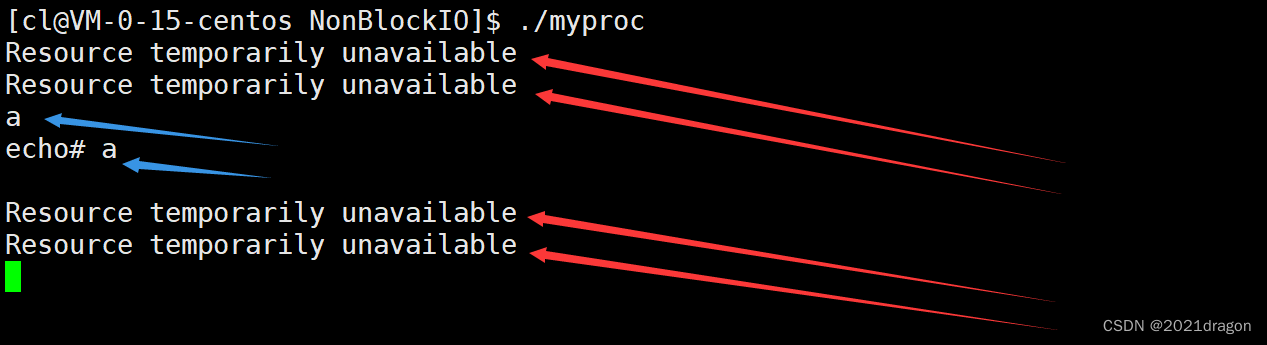 [cl@VM-0-15-centos NonBlockIO]$ ./myproc
Resource temporarily unavailable
Resource temporarily unavailable
a
echo# a
Resource temporarily unavailable
Resource temporarily unavailable
CSDN @2021dragon